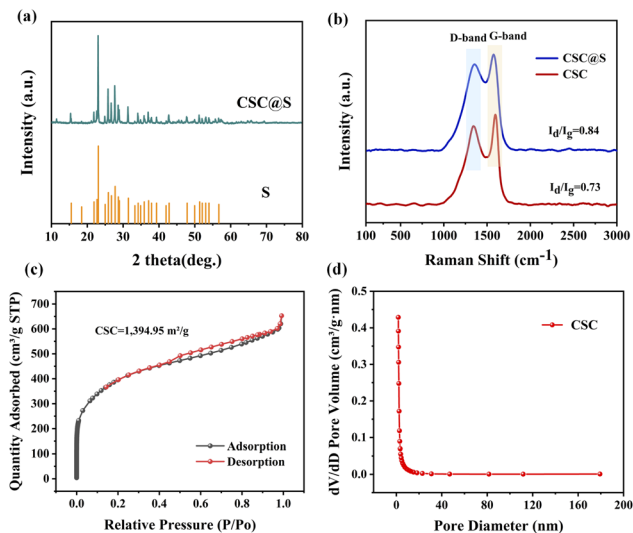 (a)
CSC@S
S
Intensity (a.u.)
10 20 30 40 50 60 70 80
2 theta(deg.)
(b)
D-band G-band
CSC@S
CSC
I_d/I_g=0.84
I_d/I_g=0.73
Intensity (a.u.)
100 500 1000 1500 2000 2500 3000
Raman Shift (cm⁻¹)
(c)
700
600
500
400
300
200
100
0
CSC=1,394.95 m²/g
Adsorption
Desorption
Quantity Adsorbed (cm³/g STP)
0.0 0.2 0.4 0.6 0.8 1.0
Relative Pressure (P/Po)
(d)
0.5
0.4
0.3
0.2
0.1
0.0
CSC
dV/dD Pore Volume (cm³/g·nm)
0 40 80 120 160 200
Pore Diameter (nm)